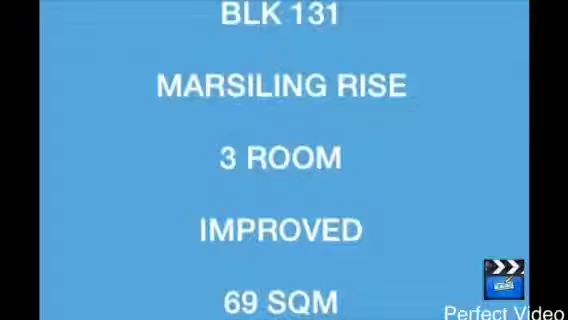 BLK 131
MARSILING RISE
3 ROOM
IMPROVED
69 SQM
Perfect Video